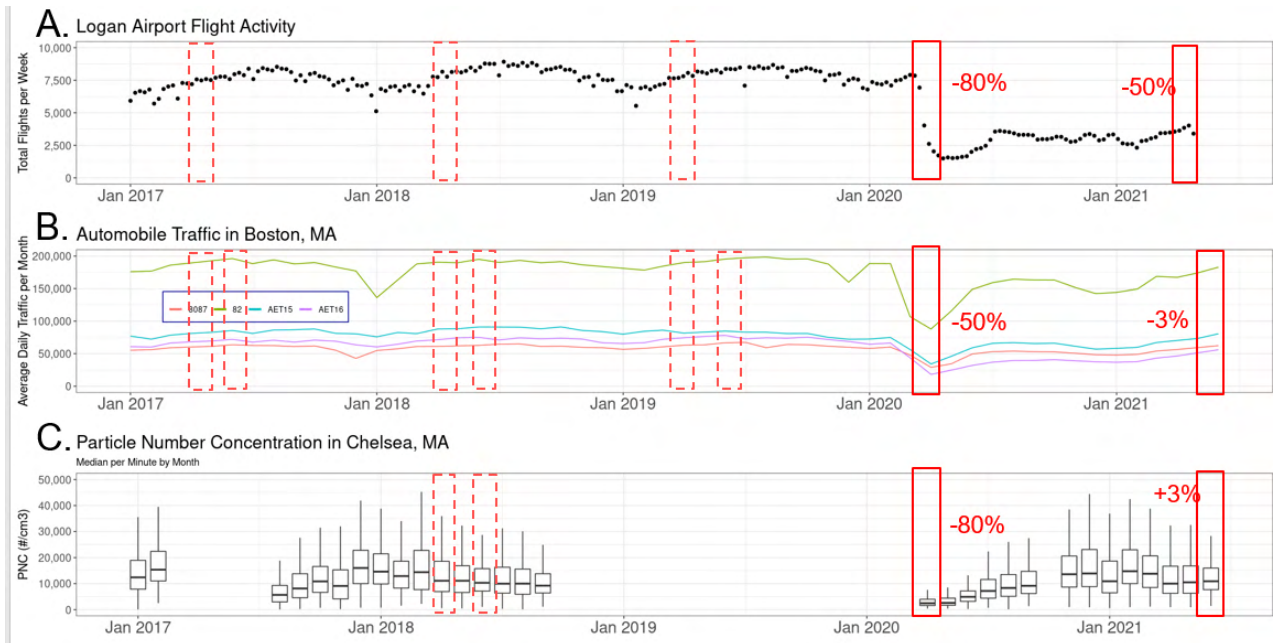 A. Logan Airport Flight Activity
Total Flights per Week
10,000
7,500
5,000
2,500
0
-80%
-50%
Jan 2017
Jan 2018
Jan 2019
Jan 2020
Jan 2021
B. Automobile Traffic in Boston, MA
Average Daily Traffic per Month
200,000
150,000
100,000
50,000
0
8087 82 AET15 AET16
-50%
-3%
Jan 2017
Jan 2018
Jan 2019
Jan 2020
Jan 2021
C. Particle Number Concentration in Chelsea, MA
Median per Minute by Month
PNC (#/cm3)
50,000
40,000
30,000
20,000
10,000
0
-80%
+3%
Jan 2017
Jan 2018
Jan 2019
Jan 2020
Jan 2021